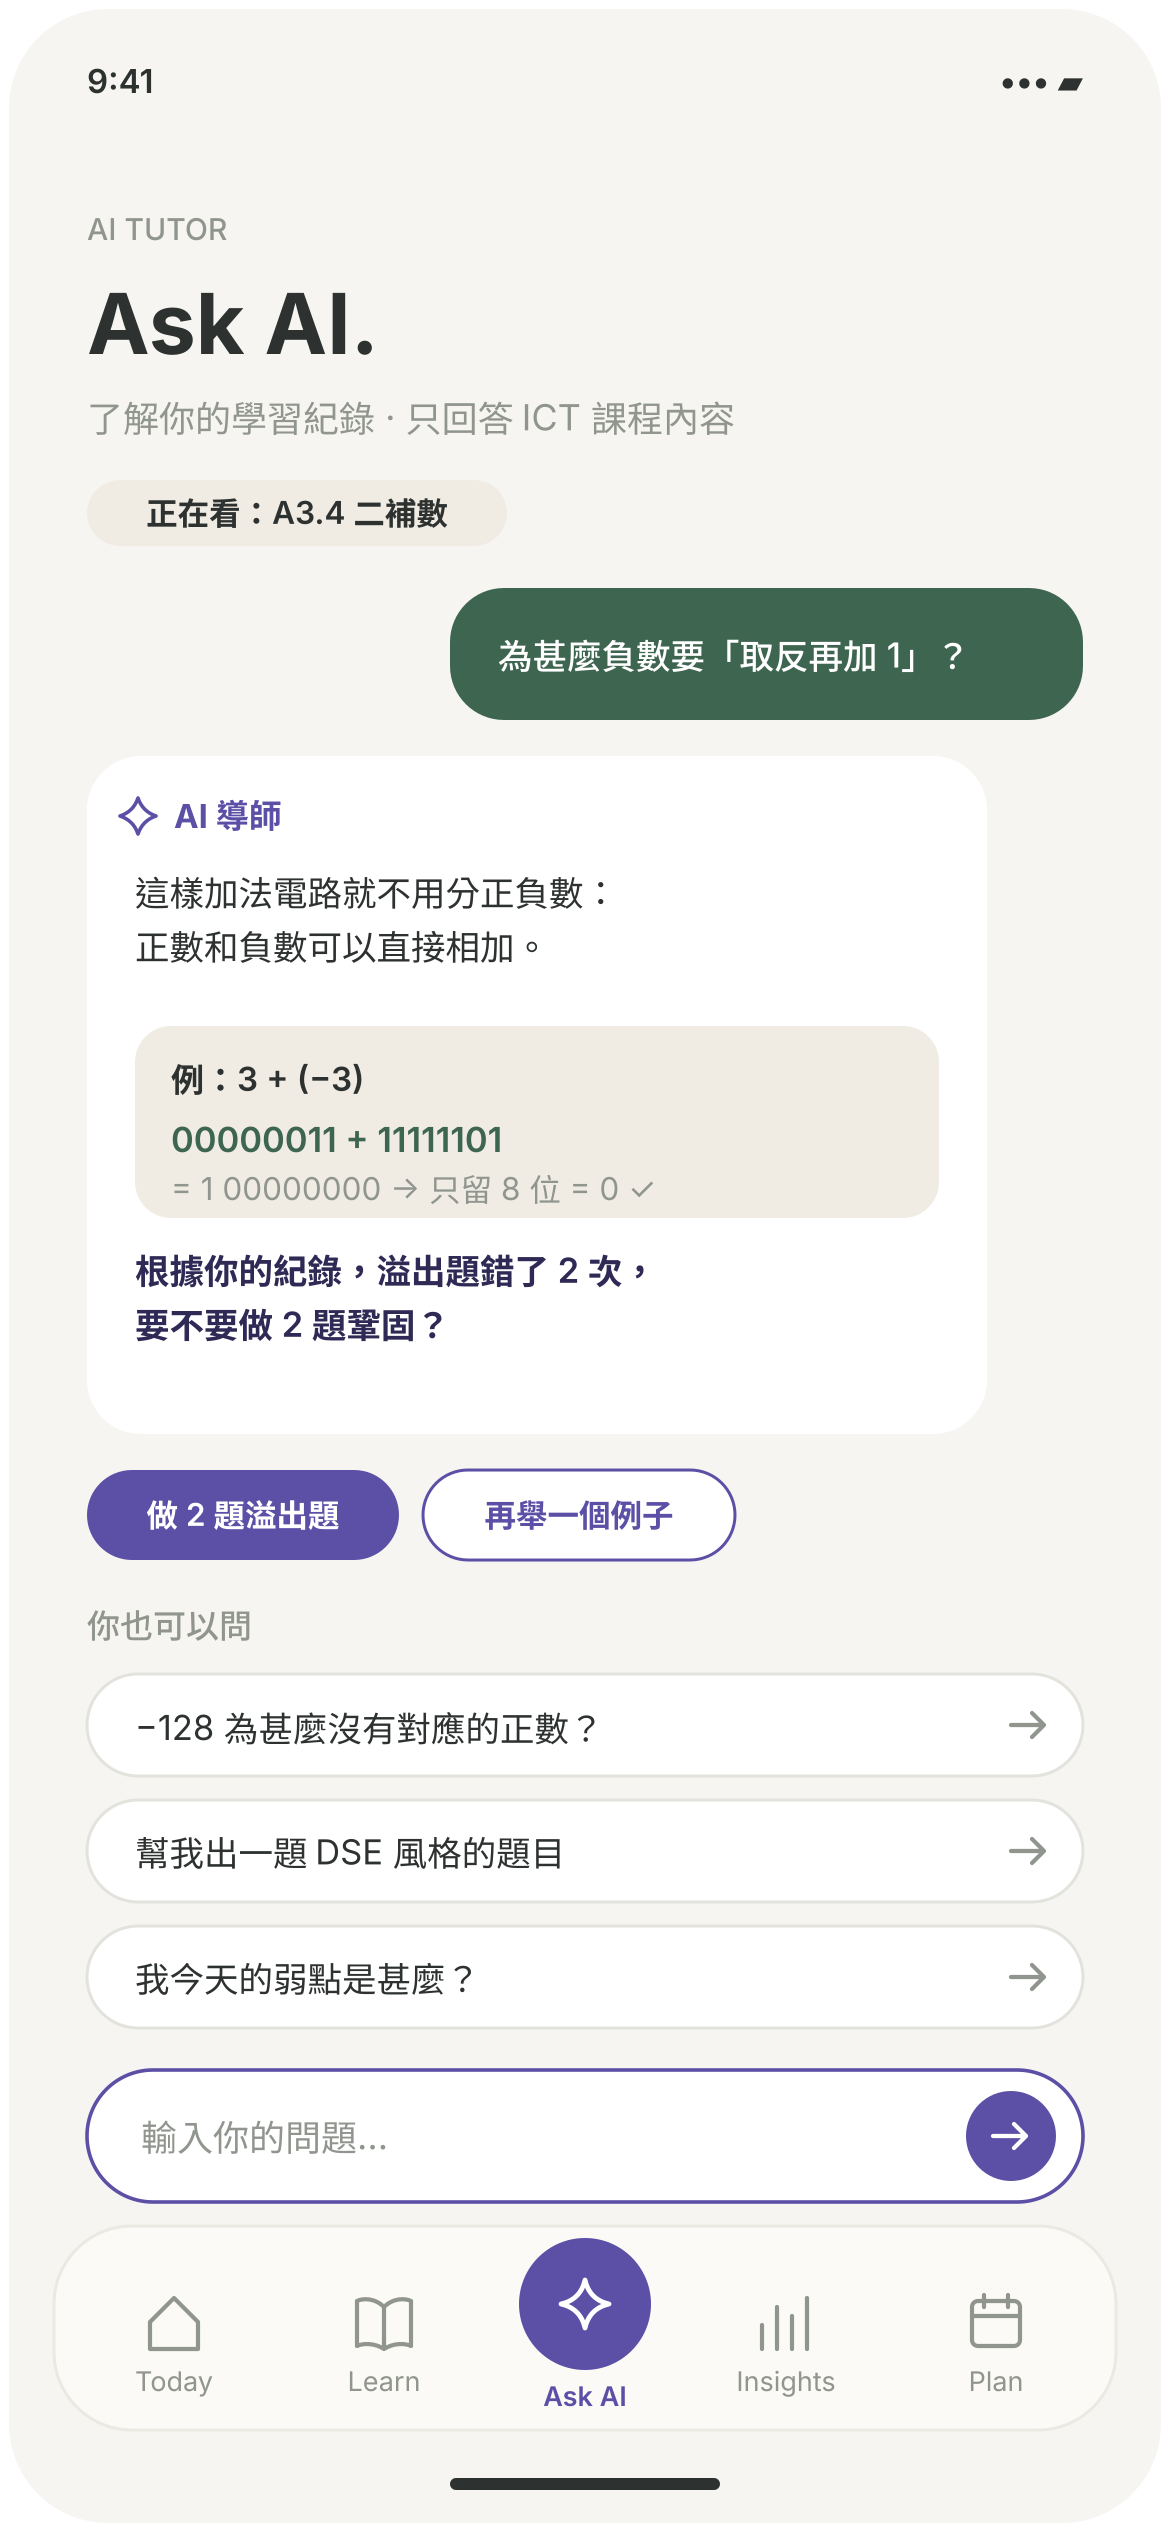 9:41
AI TUTOR
Ask AI.
了解你的學習紀錄 · 只回答 ICT 課程內容
正在看：A3.4 二補數
為甚麼負數要「取反再加 1」？
AI 導師
這樣加法電路就不用分正負數：
正數和負數可以直接相加。
例：3 + (−3)
00000011 + 11111101
= 1 00000000 → 只留 8 位 = 0 ✓
根據你的紀錄，溢出題錯了 2 次，
要不要做 2 題鞏固？
做 2 題溢出題
再舉一個例子
你也可以問
−128 為甚麼沒有對應的正數？
幫我出一題 DSE 風格的題目
我今天的弱點是甚麼？
輸入你的問題...
Today
Learn
Ask AI
Insights
Plan